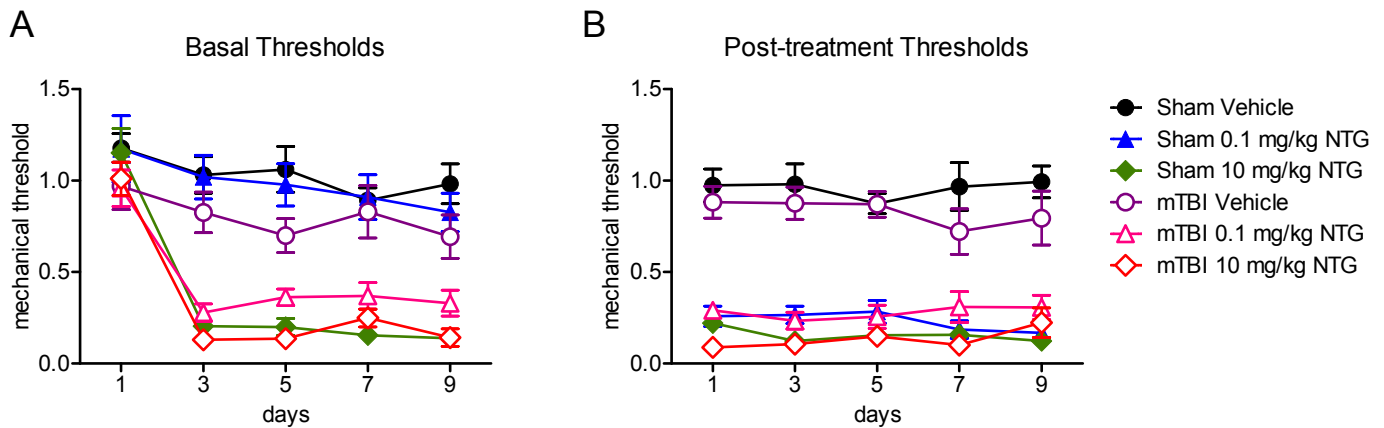 A
Basal Thresholds
mechanical threshold
1.5
1.0
0.5
0.0
1 3 5 7 9
days
B
Post-treatment Thresholds
mechanical threshold
1.5
1.0
0.5
0.0
1 3 5 7 9
days
Sham Vehicle
Sham 0.1 mg/kg NTG
Sham 10 mg/kg NTG
mTBI Vehicle
mTBI 0.1 mg/kg NTG
mTBI 10 mg/kg NTG